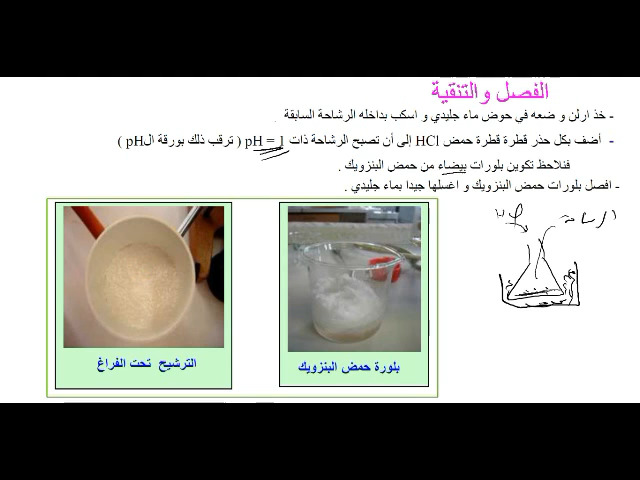 الفصل والتنقية
- خذ ارلن و ضعه في حوض ماء جليدي و اسكب بداخله الرشاحة السابقة .
- أضف بكل حذر قطرة قطرة حمض HCl إلى أن تصبح الرشاحة ذات pH = 1 ( ترقب ذلك بورقة الpH )
فنلاحظ تكوين بلورات بيضاء من حمض البنزويك .
- افصل بلورات حمض البنزويك و اغسلها جيدا بماء جليدي .
بلورة حمض البنزويك
الترشيح تحت الفراغ